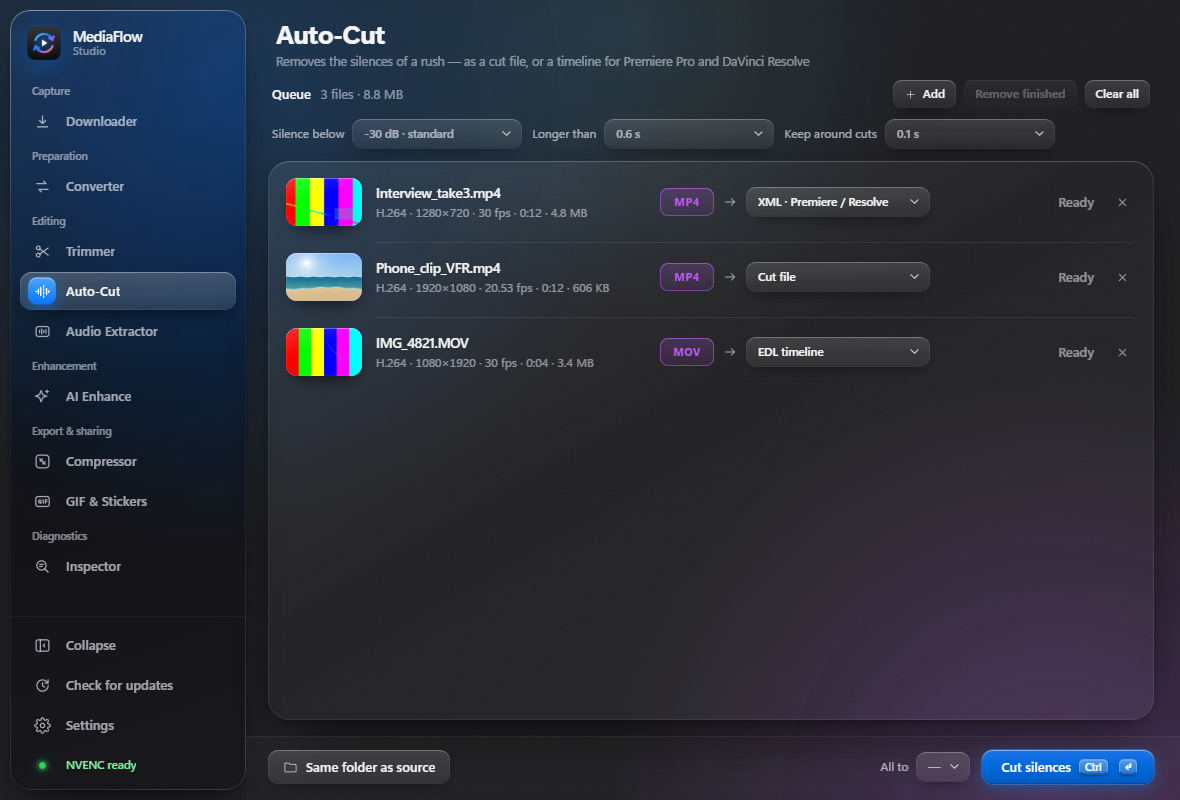 MediaFlow
Studio
Capture
Downloader
Preparation
Converter
Editing
Trimmer
Auto-Cut
Audio Extractor
Enhancement
AI Enhance
Export & sharing
Compressor
GIF
GIF & Stickers
Diagnostics
Inspector
Collapse
Check for updates
Settings
NVENC ready
Auto-Cut
Removes the silences of a rush — as a cut file, or a timeline for Premiere Pro and DaVinci Resolve
Queue 3 files · 8.8 MB
+ Add Remove finished Clear all
Silence below -30 dB · standard Longer than 0.6 s Keep around cuts 0.1 s
Interview_take3.mp4
H.264 · 1280×720 · 30 fps · 0:12 · 4.8 MB
MP4 → XML · Premiere / Resolve Ready ×
Phone_clip_VFR.mp4
H.264 · 1920×1080 · 20.53 fps · 0:12 · 606 KB
MP4 → Cut file Ready ×
IMG_4821.MOV
H.264 · 1080×1920 · 30 fps · 0:04 · 3.4 MB
MOV → EDL timeline Ready ×
Same folder as source
All to —
Cut silences Ctrl ⏎